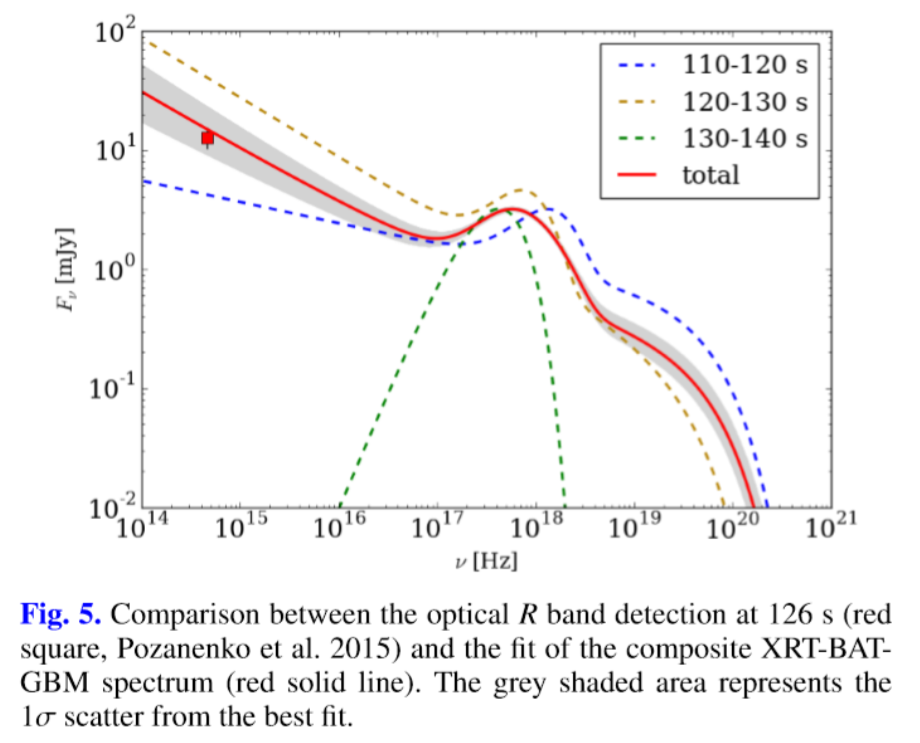 10^2
10^1
10^0
10^-1
10^-2
F_ν [mJy]
110-120 s
120-130 s
130-140 s
total
10^14 10^15 10^16 10^17 10^18 10^19 10^20 10^21
ν [Hz]
Fig. 5. Comparison between the optical R band detection at 126 s (red
square, Pozanenko et al. 2015) and the fit of the composite XRT-BAT-
GBM spectrum (red solid line). The grey shaded area represents the
1σ scatter from the best fit.